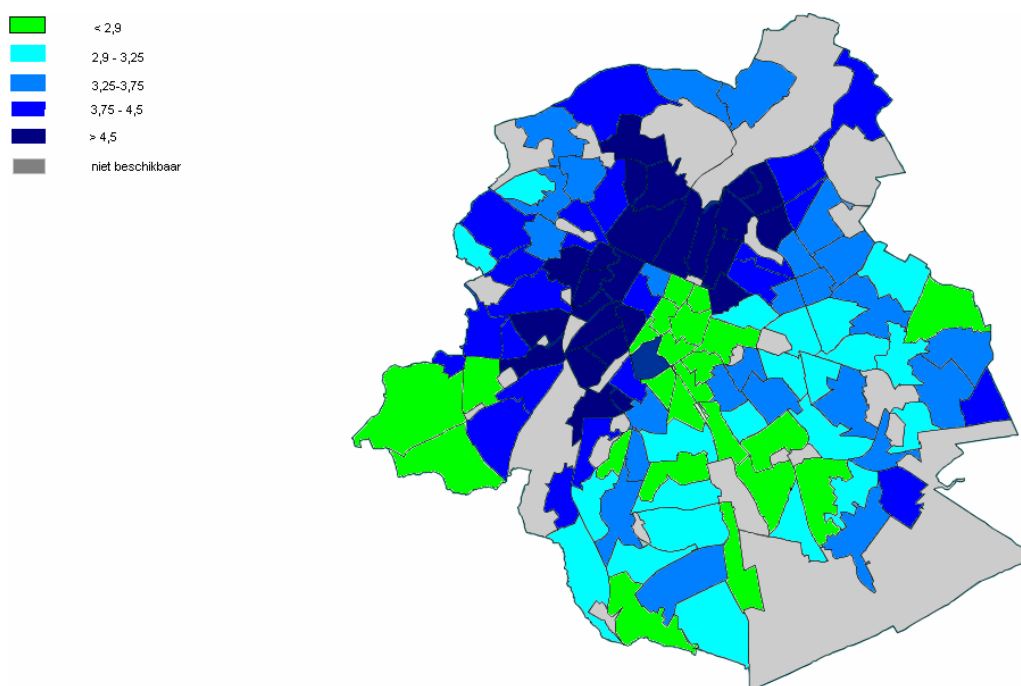 < 2,9
2,9 - 3,25
3,25-3,75
3,75 - 4,5
> 4,5
niet beschikbaar